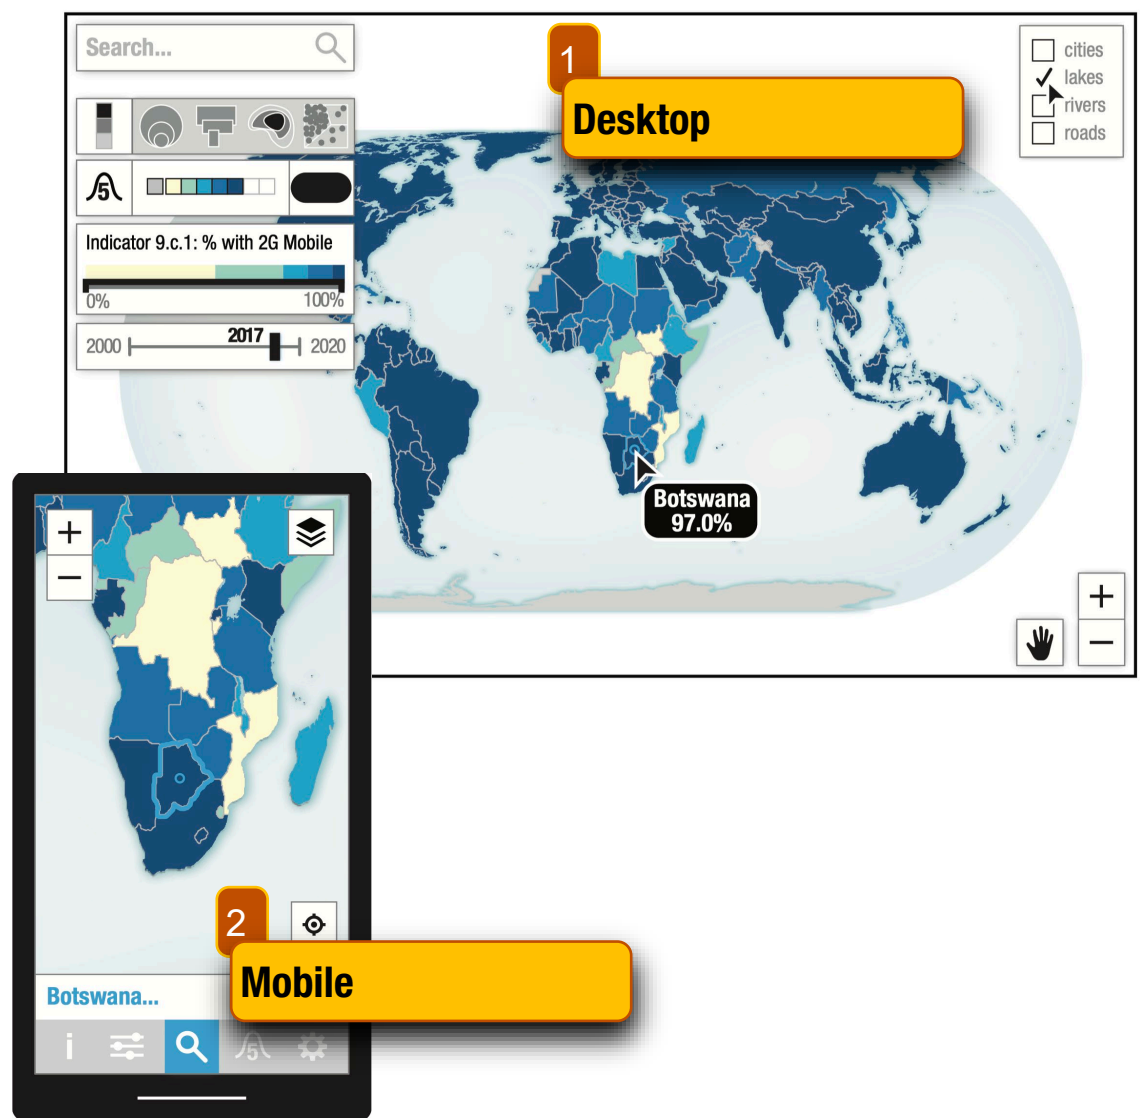 Search...
1
Desktop
cities
lakes
rivers
roads
5
Indicator 9.c.1: % with 2G Mobile
0% 100%
2000 2017 2020
Botswana
97.0%
+
−
+
−
2
Mobile
Botswana...
i 5